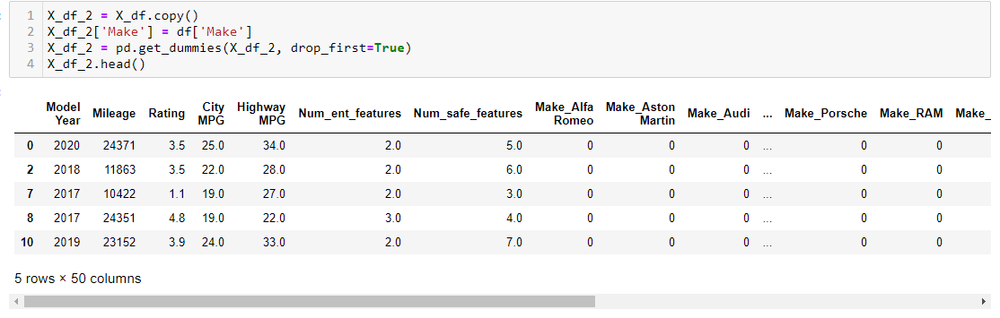 1 X_df_2 = X_df.copy()
2 X_df_2['Make'] = df['Make']
3 X_df_2 = pd.get_dummies(X_df_2, drop_first=True)
4 X_df_2.head()
Model Year Mileage Rating City MPG Highway MPG Num_ent_features Num_safe_features Make_Alfa Romeo Make_Aston Martin Make_Audi ... Make_Porsche Make_RAM Make_
0 2020 24371 3.5 25.0 34.0 2.0 5.0 0 0 0 ... 0 0
2 2018 11863 3.5 22.0 28.0 2.0 6.0 0 0 0 ... 0 0
7 2017 10422 1.1 19.0 27.0 2.0 3.0 0 0 0 ... 0 0
8 2017 24351 4.8 19.0 22.0 3.0 4.0 0 0 0 ... 0 0
10 2019 23152 3.9 24.0 33.0 2.0 7.0 0 0 0 ... 0 0
5 rows × 50 columns